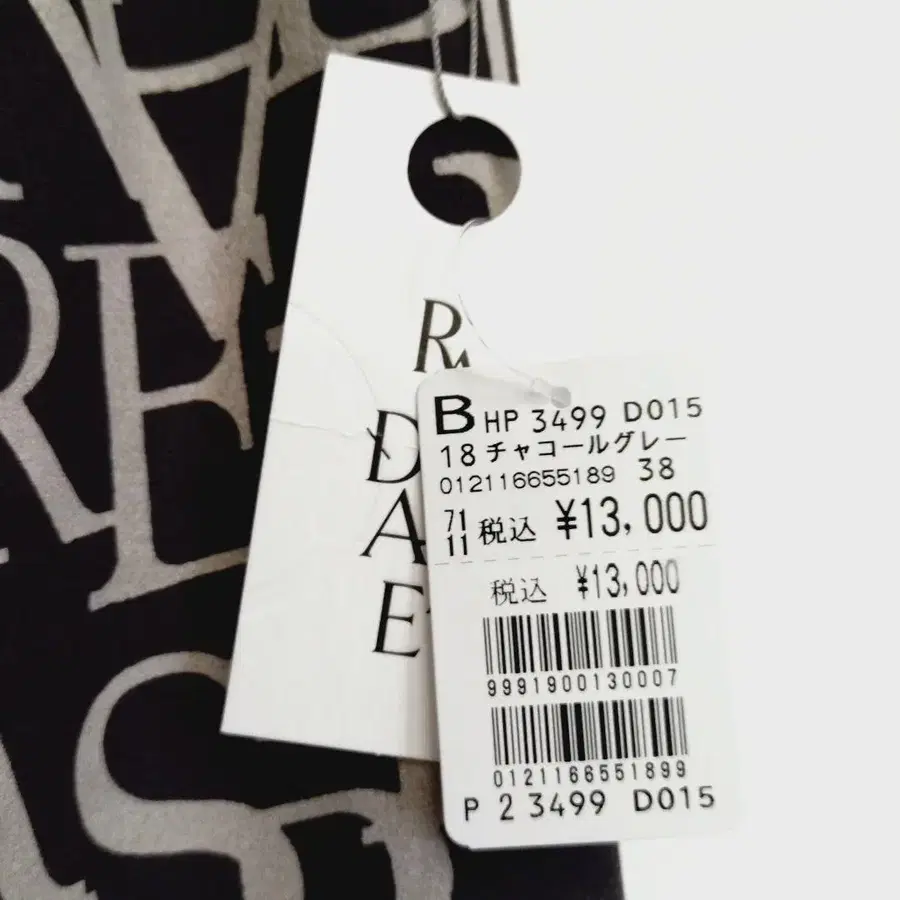 B HP 3499 D015
18 チャコールグレー
012116655189 38
71
11 税込 ¥13,000
税込 ¥13,000
9991900130007
0121166551899
P 2 3499 D015